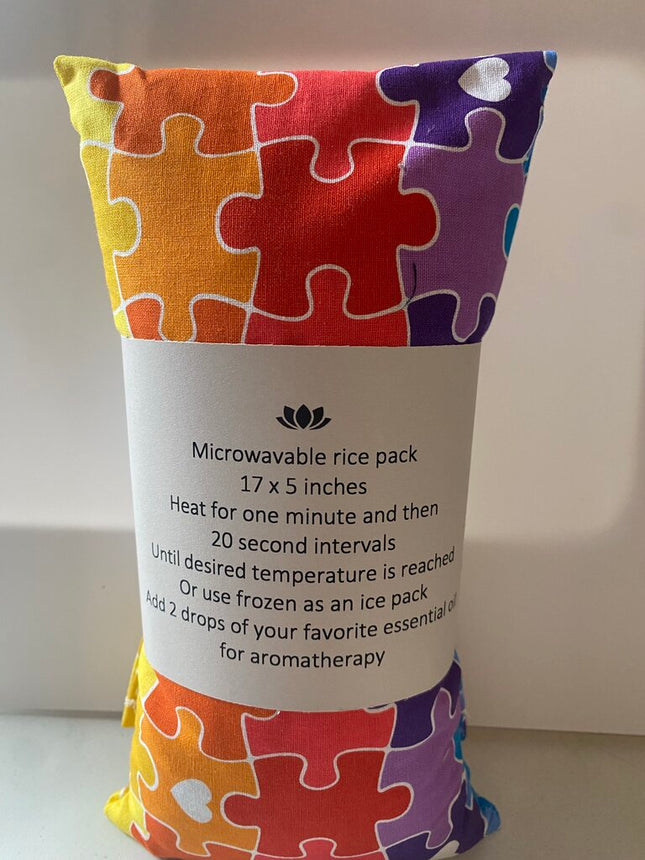 Microwavable rice pack
17 x 5 inches
Heat for one minute and then
20 second intervals
Until desired temperature is reached
Or use frozen as an ice pack
Add 2 drops of your favorite essential oil
for aromatherapy